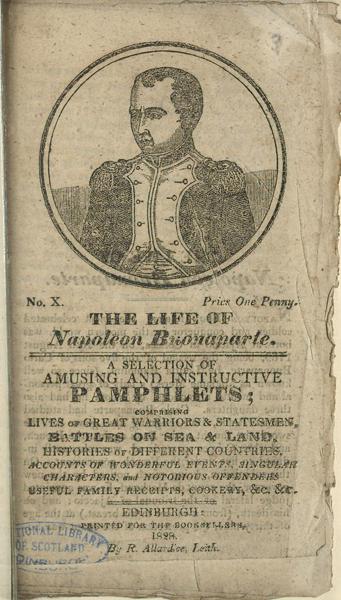 3
No. X.
Price One Penny.
THE LIFE OF
Napoleon Buonaparte.
A SELECTION OF
AMUSING AND INSTRUCTIVE
PAMPHLETS;
COMPRISING
LIVES OF GREAT WARRIORS & STATESMEN,
BATTLES ON SEA & LAND,
HISTORIES OF DIFFERENT COUNTRIES,
ACCOUNTS OF WONDERFUL EVENTS, SINGULAR
CHARACTERS, and NOTORIOUS OFFENDERS
USEFUL FAMILY RECEIPTS, COOKERY, &C. &C.
EDINBURGH:
PRINTED FOR THE BOOKSELLERS,
1828.
By R. Allardice, Leith.
TIONAL LIBRARY
OF SCOTLAND